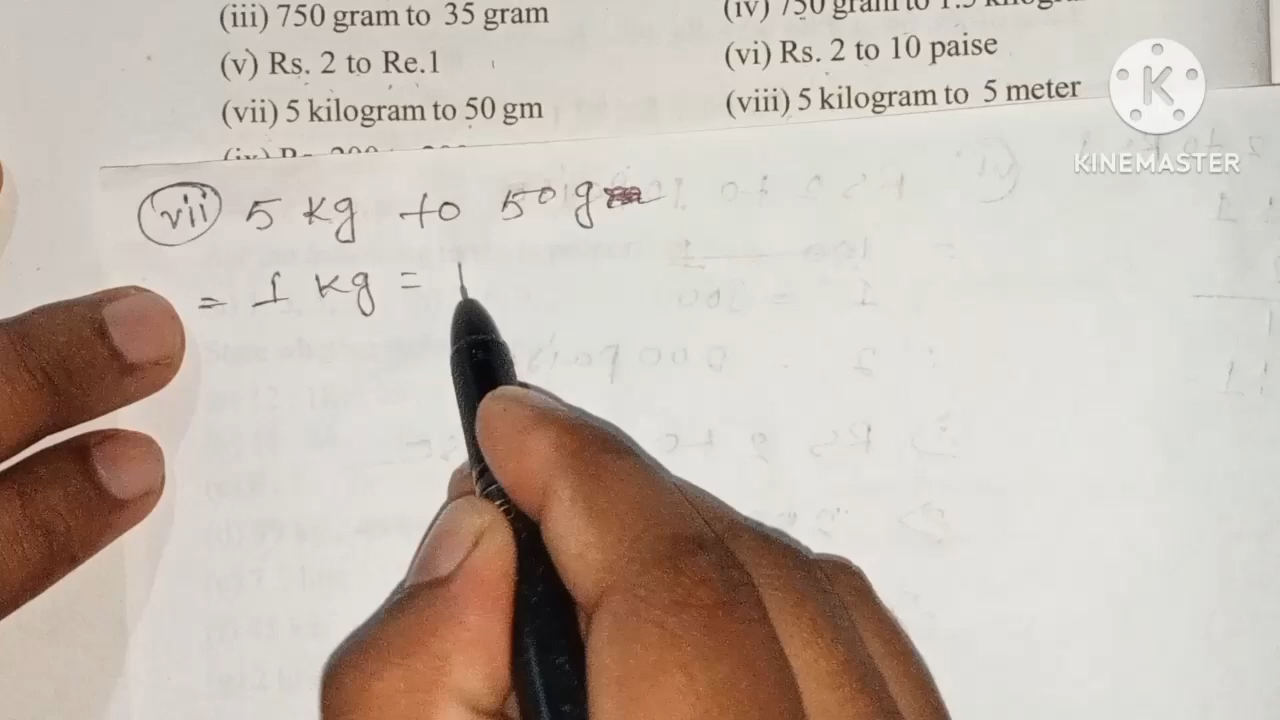 (iii) 750 gram to 35 gram
(iv) 750 gram to 1.5
(v) Rs. 2 to Re.1
(vi) Rs. 2 to 10 paise
(vii) 5 kilogram to 50 gm
(viii) 5 kilogram to 5 meter
K
KINEMASTER
vii 5 kg to 50g
= 1 kg = 1